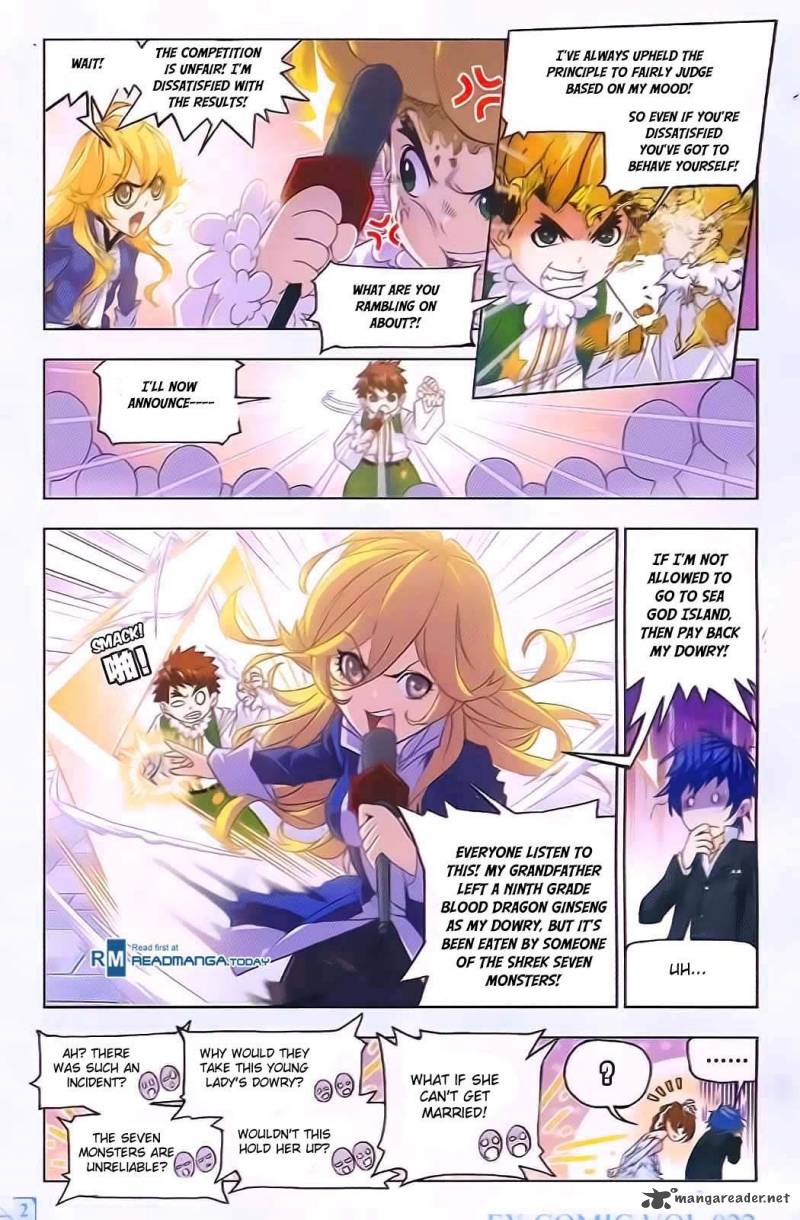 WAIT!
THE COMPETITION
IS UNFAIR! I'M
DISSATISFIED WITH
THE RESULTS!
I'VE ALWAYS UPHELD THE
PRINCIPLE TO FAIRLY JUDGE
BASED ON MY MOOD!
SO EVEN IF YOU'RE
DISSATISFIED
YOU'VE GOT TO
BEHAVE YOURSELF!
WHAT ARE YOU
RAMBLING ON
ABOUT?!
I'LL NOW
ANNOUNCE----
SMACK!
啪!
IF I'M NOT
ALLOWED TO
GO TO SEA
GOD ISLAND,
THEN PAY BACK
MY DOWRY!
EVERYONE LISTEN TO
THIS! MY GRANDFATHER
LEFT A NINTH GRADE
BLOOD DRAGON GINSENG
AS MY DOWRY, BUT IT'S
BEEN EATEN BY SOMEONE
OF THE SHREK SEVEN
MONSTERS!
Read first at
RM READMANGA.TODAY
UH...
AH? THERE
WAS SUCH AN
INCIDENT?
WHY WOULD THEY
TAKE THIS YOUNG
LADY'S DOWRY?
THE SEVEN
MONSTERS ARE
UNRELIABLE?
WOULDN'T THIS
HOLD HER UP?
WHAT IF SHE
CAN'T GET
MARRIED!
?
......
2
mangareader.net